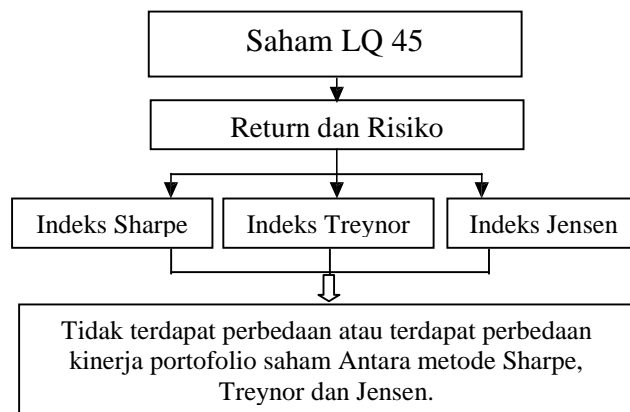 Saham LQ 45
Return dan Risiko
Indeks Sharpe
Indeks Treynor
Indeks Jensen
Tidak terdapat perbedaan atau terdapat perbedaan
kinerja portofolio saham Antara metode Sharpe,
Treynor dan Jensen.